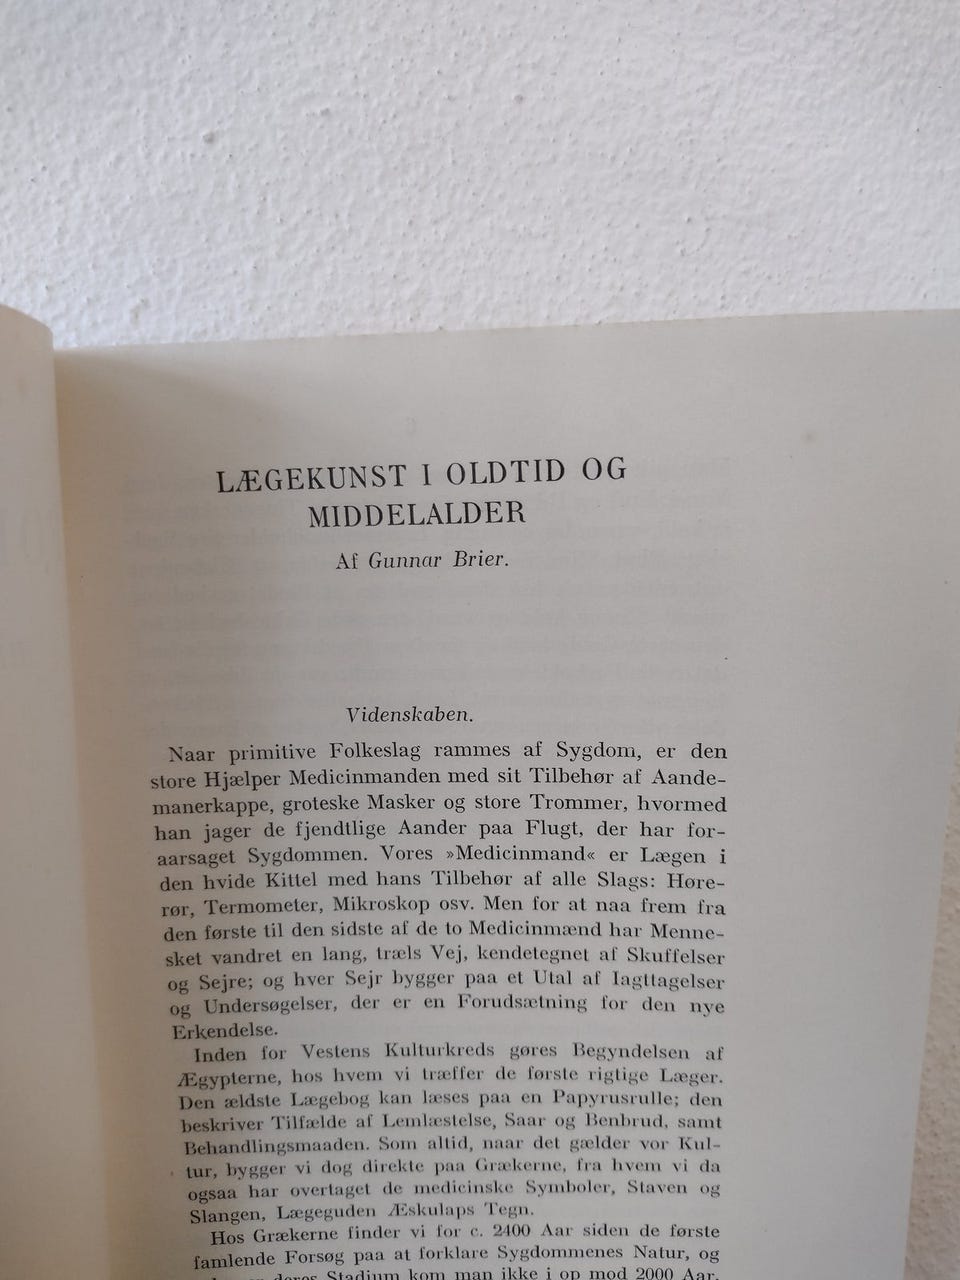 LÆGEKUNST I OLDTID OG
MIDDELALDER
Af Gunnar Brier.
Videnskaben.
Naar primitive Folkeslag rammes af Sygdom, er den
store Hjælper Medicinmanden med sit Tilbehør af Aande-
manerkappe, groteske Masker og store Trommer, hvormed
han jager de fjendtlige Aander paa Flugt, der har for-
aarsaget Sygdommen. Vores »Medicinmand« er Lægen i
den hvide Kittel med hans Tilbehør af alle Slags: Høre-
rør, Termometer, Mikroskop osv. Men for at naa frem fra
den første til den sidste af de to Medicinmænd har Menne-
sket vandret en lang, træls Vej, kendetegnet af Skuffelser
og Sejre; og hver Sejr bygger paa et Utal af Iagttagelser
og Undersøgelser, der er en Forudsætning for den nye
Erkendelse.
Inden for Vestens Kulturkreds gøres Begyndelsen af
Ægypterne, hos hvem vi træffer de første rigtige Læger.
Den ældste Lægebog kan læses paa en Papyrusrulle; den
beskriver Tilfælde af Lemlæstelse, Saar og Benbrud, samt
Behandlingsmaaden. Som altid, naar det gælder vor Kul-
tur, bygger vi dog direkte paa Grækerne, fra hvem vi da
ogsaa har overtaget de medicinske Symboler, Staven og
Slangen, Lægeguden Æskulaps Tegn.
Hos Grækerne finder vi for c. 2400 Aar siden de første
famlende Forsøg paa at forklare Sygdommenes Natur, og
deres Stadium kom man ikke i op mod 2000 Aar.